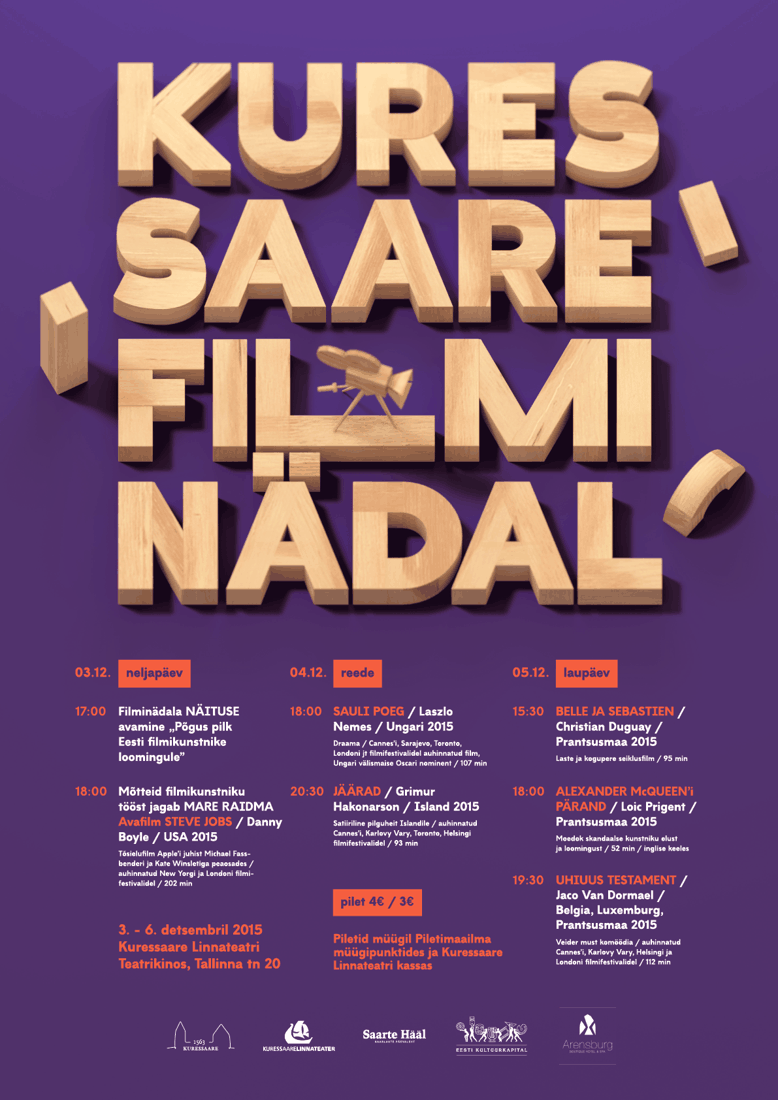 KURES
SAARE
FILMI
NÄDAL
03.12. neljapäev
17:00 Filminädala NÄITUSE
avamine „Põgus pilk
Eesti filmikunstnike
loomingule”
18:00 Mõtteid filmikunstniku
tööst jagab MARE RAIDMA
Avafilm STEVE JOBS / Danny
Boyle / USA 2015
Tõsielufilm Apple'i juhist Michael Fass-
benderi ja Kate Winsletiga peaosades /
auhinnatud New Yorgi ja Londoni filmi-
festivalidel / 202 min
3. - 6. detsembril 2015
Kuressaare Linnateatri
Teatrikinos, Tallinna tn 20
04.12. reede
18:00 SAULI POEG / Laszlo
Nemes / Ungari 2015
Draama / Cannes'i, Sarajevo, Toronto,
Londoni jt filmifestivalidel auhinnatud film,
Ungari välismaise Oscari nominent / 107 min
20:30 JÄÄRAD / Grimur
Hakonarson / Island 2015
Satiiriline pilguheit Islandile / auhinnatud
Cannes'i, Karlovy Vary, Toronto, Helsingi
filmifestivalidel / 93 min
pilet 4€ / 3€
Piletid müügil Piletimaailma
müügipunktides ja Kuressaare
Linnateatri kassas
05.12. laupäev
15:30 BELLE JA SEBASTIEN /
Christian Duguay /
Prantsusmaa 2015
Laste ja kogupere seiklusfilm / 95 min
18:00 ALEXANDER McQUEEN'i
PÄRAND / Loic Prigent /
Prantsusmaa 2015
Moodok skandaalse kunstniku elust
ja loomingust / 52 min / inglise keeles
19:30 UHIUUS TESTAMENT /
Jaco Van Dormael /
Belgia, Luxemburg,
Prantsusmaa 2015
Veider must komöödia / auhinnatud
Cannes'i, Karlovy Vary, Helsingi ja
Londoni filmifestivalidel / 112 min
1563
KURESSAARE
KURESSAARELINNATEATER
Saarte Hääl
EESTI KULTUURKAPITAL
Arensburg